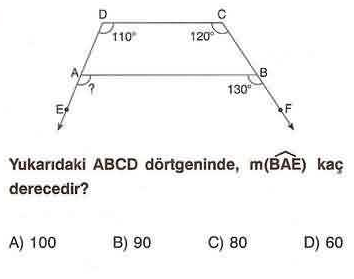 D C
110° 120°
A B
? 130°
E F
Yukarıdaki ABCD dörtgeninde, m(BAE) kaç
derecedir?
A) 100 B) 90 C) 80 D) 60